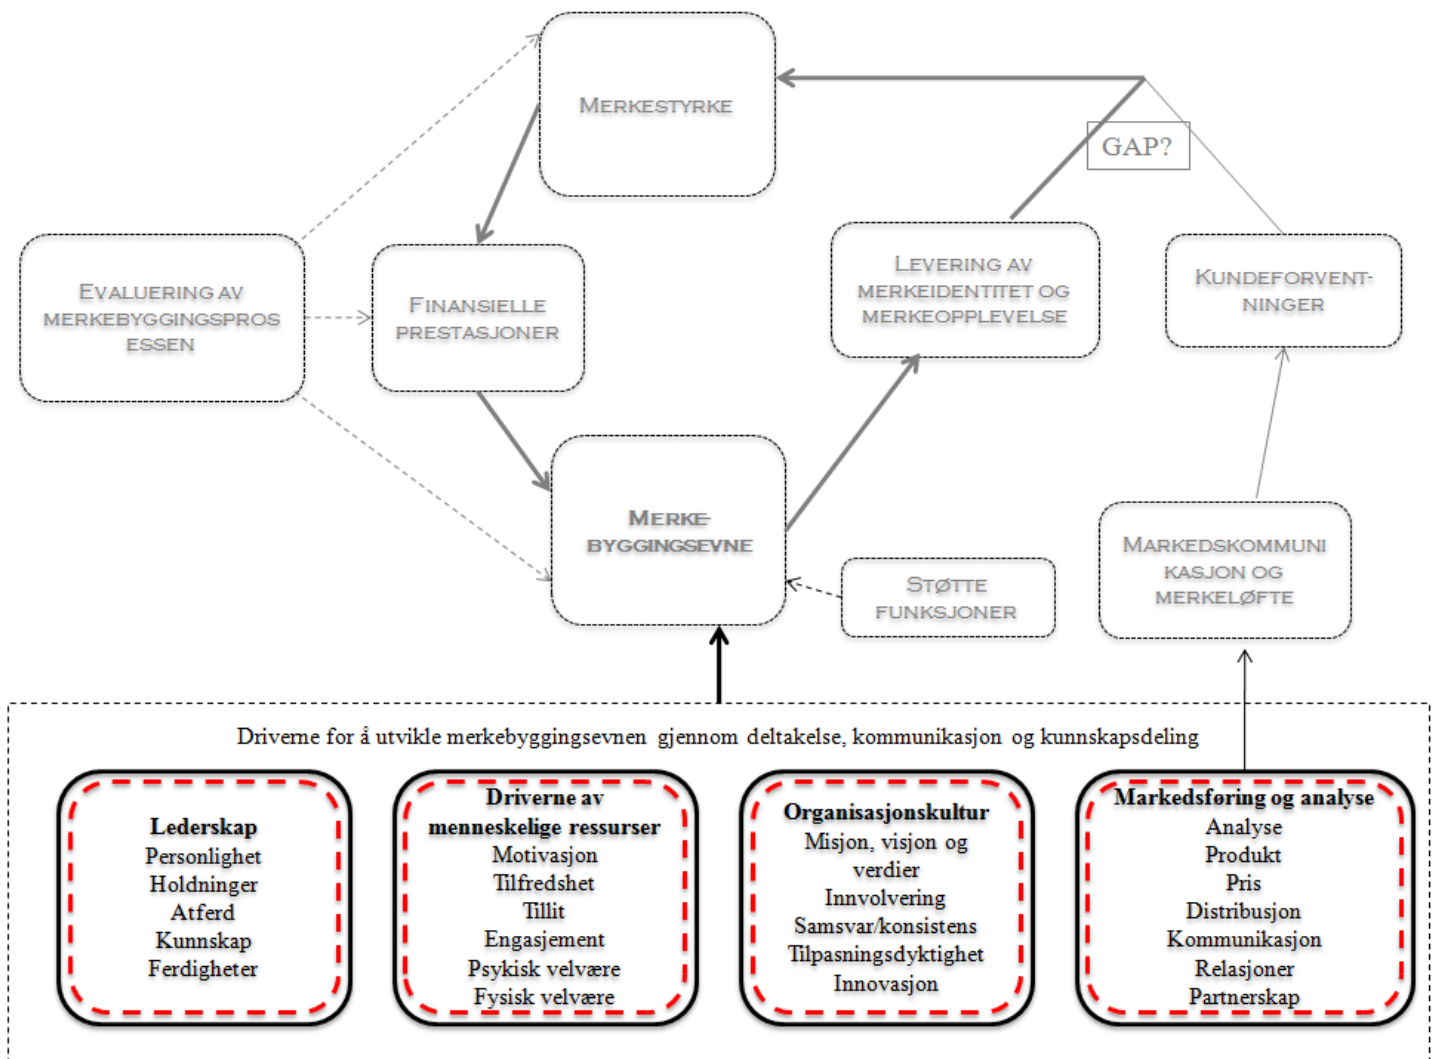 MERKESTYRKE
GAP?
EVALUERING AV
MERKEBYGGINGSPROS
ESSEN
FINANSIELLE
PRESTASJONER
LEVERING AV
MERKEIDENTITET OG
MERKEOPPLEVELSE
KUNDEFORVENT-
NINGER
MERKE-
BYGGINGSEVNE
STØTTE
FUNKSJONER
MARKEDSKOMMUNI
KASJON OG
MERKELØFTE
Driverne for å utvikle merkebyggingsevnen gjennom deltakelse, kommunikasjon og kunnskapsdeling
Lederskap
Personlighet
Holdninger
Atferd
Kunnskap
Ferdigheter
Driverne av
menneskelige ressurser
Motivasjon
Tilfredshet
Tillit
Engasjement
Psykisk velvære
Fysisk velvære
Organisasjonskultur
Misjon, visjon og
verdier
Innvolvering
Samsvar/konsistens
Tilpasningsdyktighet
Innovasjon
Markedsføring og analyse
Analyse
Produkt
Pris
Distribusjon
Kommunikasjon
Relasjoner
Partnerskap